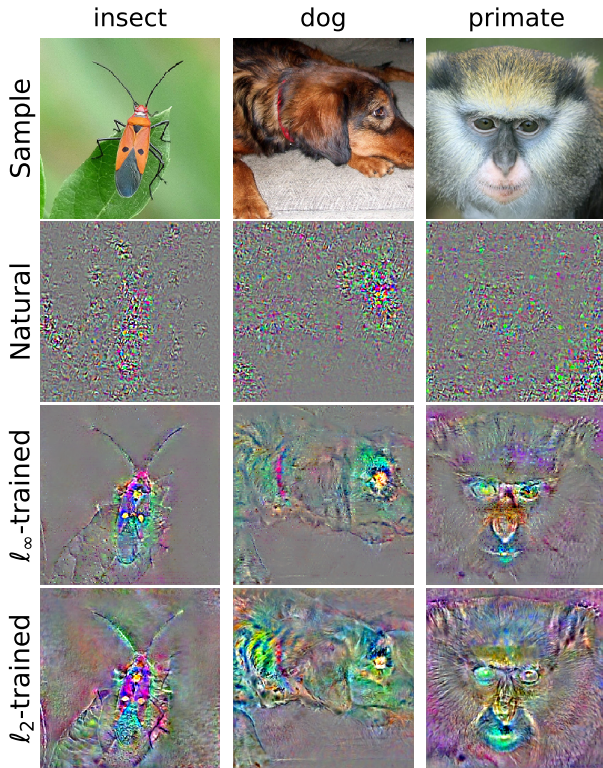 insect dog primate
Sample
Natural
ℓ∞-trained
ℓ2-trained